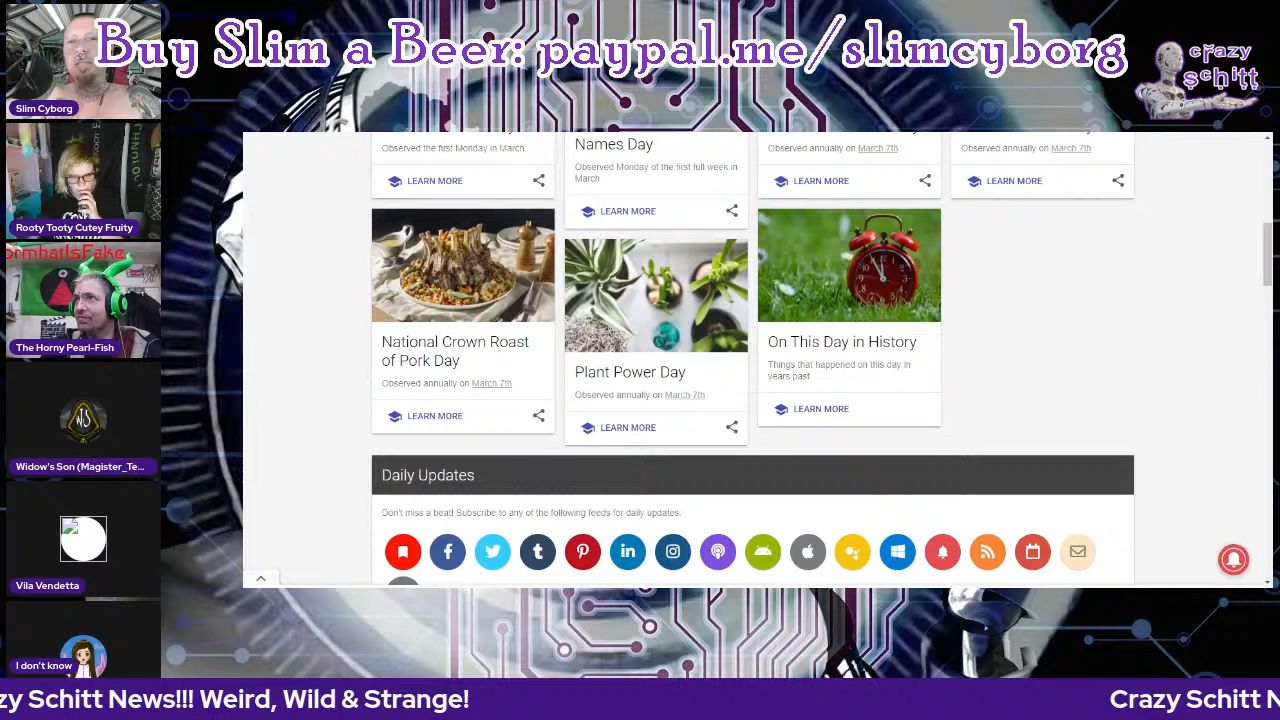 Buy Slim a Beer: paypal.me/slimcyborg
crazy
schitt
Slim Cyborg
Rooty Tooty Cutey Fruity
ormharIsFake
The Horny Pearl-Fish
Widow's Son (Magister_Te...
Vila Vendetta
I don't know
Observed the first Monday in March
LEARN MORE
Names Day
Observed Monday of the first full week in
March
LEARN MORE
Observed annually on March 7th
LEARN MORE
Observed annually on March 7th
LEARN MORE
National Crown Roast
of Pork Day
Observed annually on March 7th
LEARN MORE
Plant Power Day
Observed annually on March 7th
LEARN MORE
On This Day in History
Things that happened on this day in
years past
LEARN MORE
Daily Updates
Don't miss a beat! Subscribe to any of the following feeds for daily updates.
zy Schitt News!!! Weird, Wild & Strange!
Crazy Schitt N